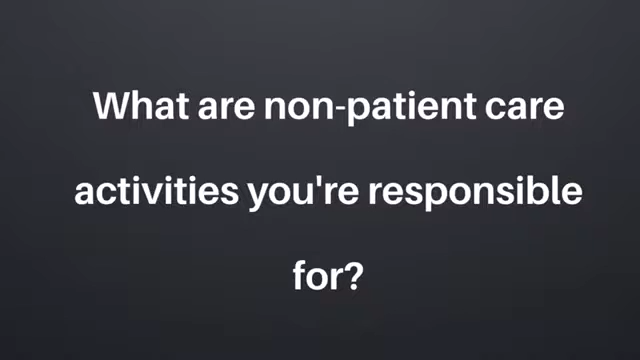 What are non-patient care
activities you're responsible
for?